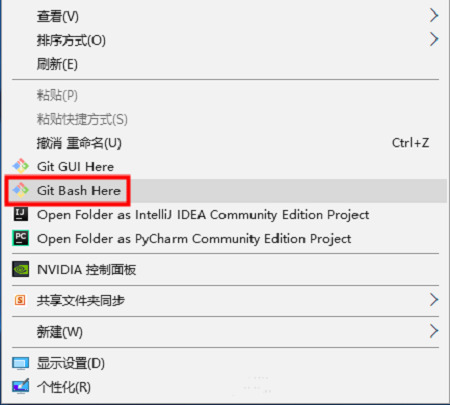 查看(V)
排序方式(O)
刷新(E)
粘贴(P)
粘贴快捷方式(S)
撤消 重命名(U) Ctrl+Z
Git GUI Here
Git Bash Here
Open Folder as IntelliJ IDEA Community Edition Project
Open Folder as PyCharm Community Edition Project
NVIDIA 控制面板
共享文件夹同步
新建(W)
显示设置(D)
个性化(R)